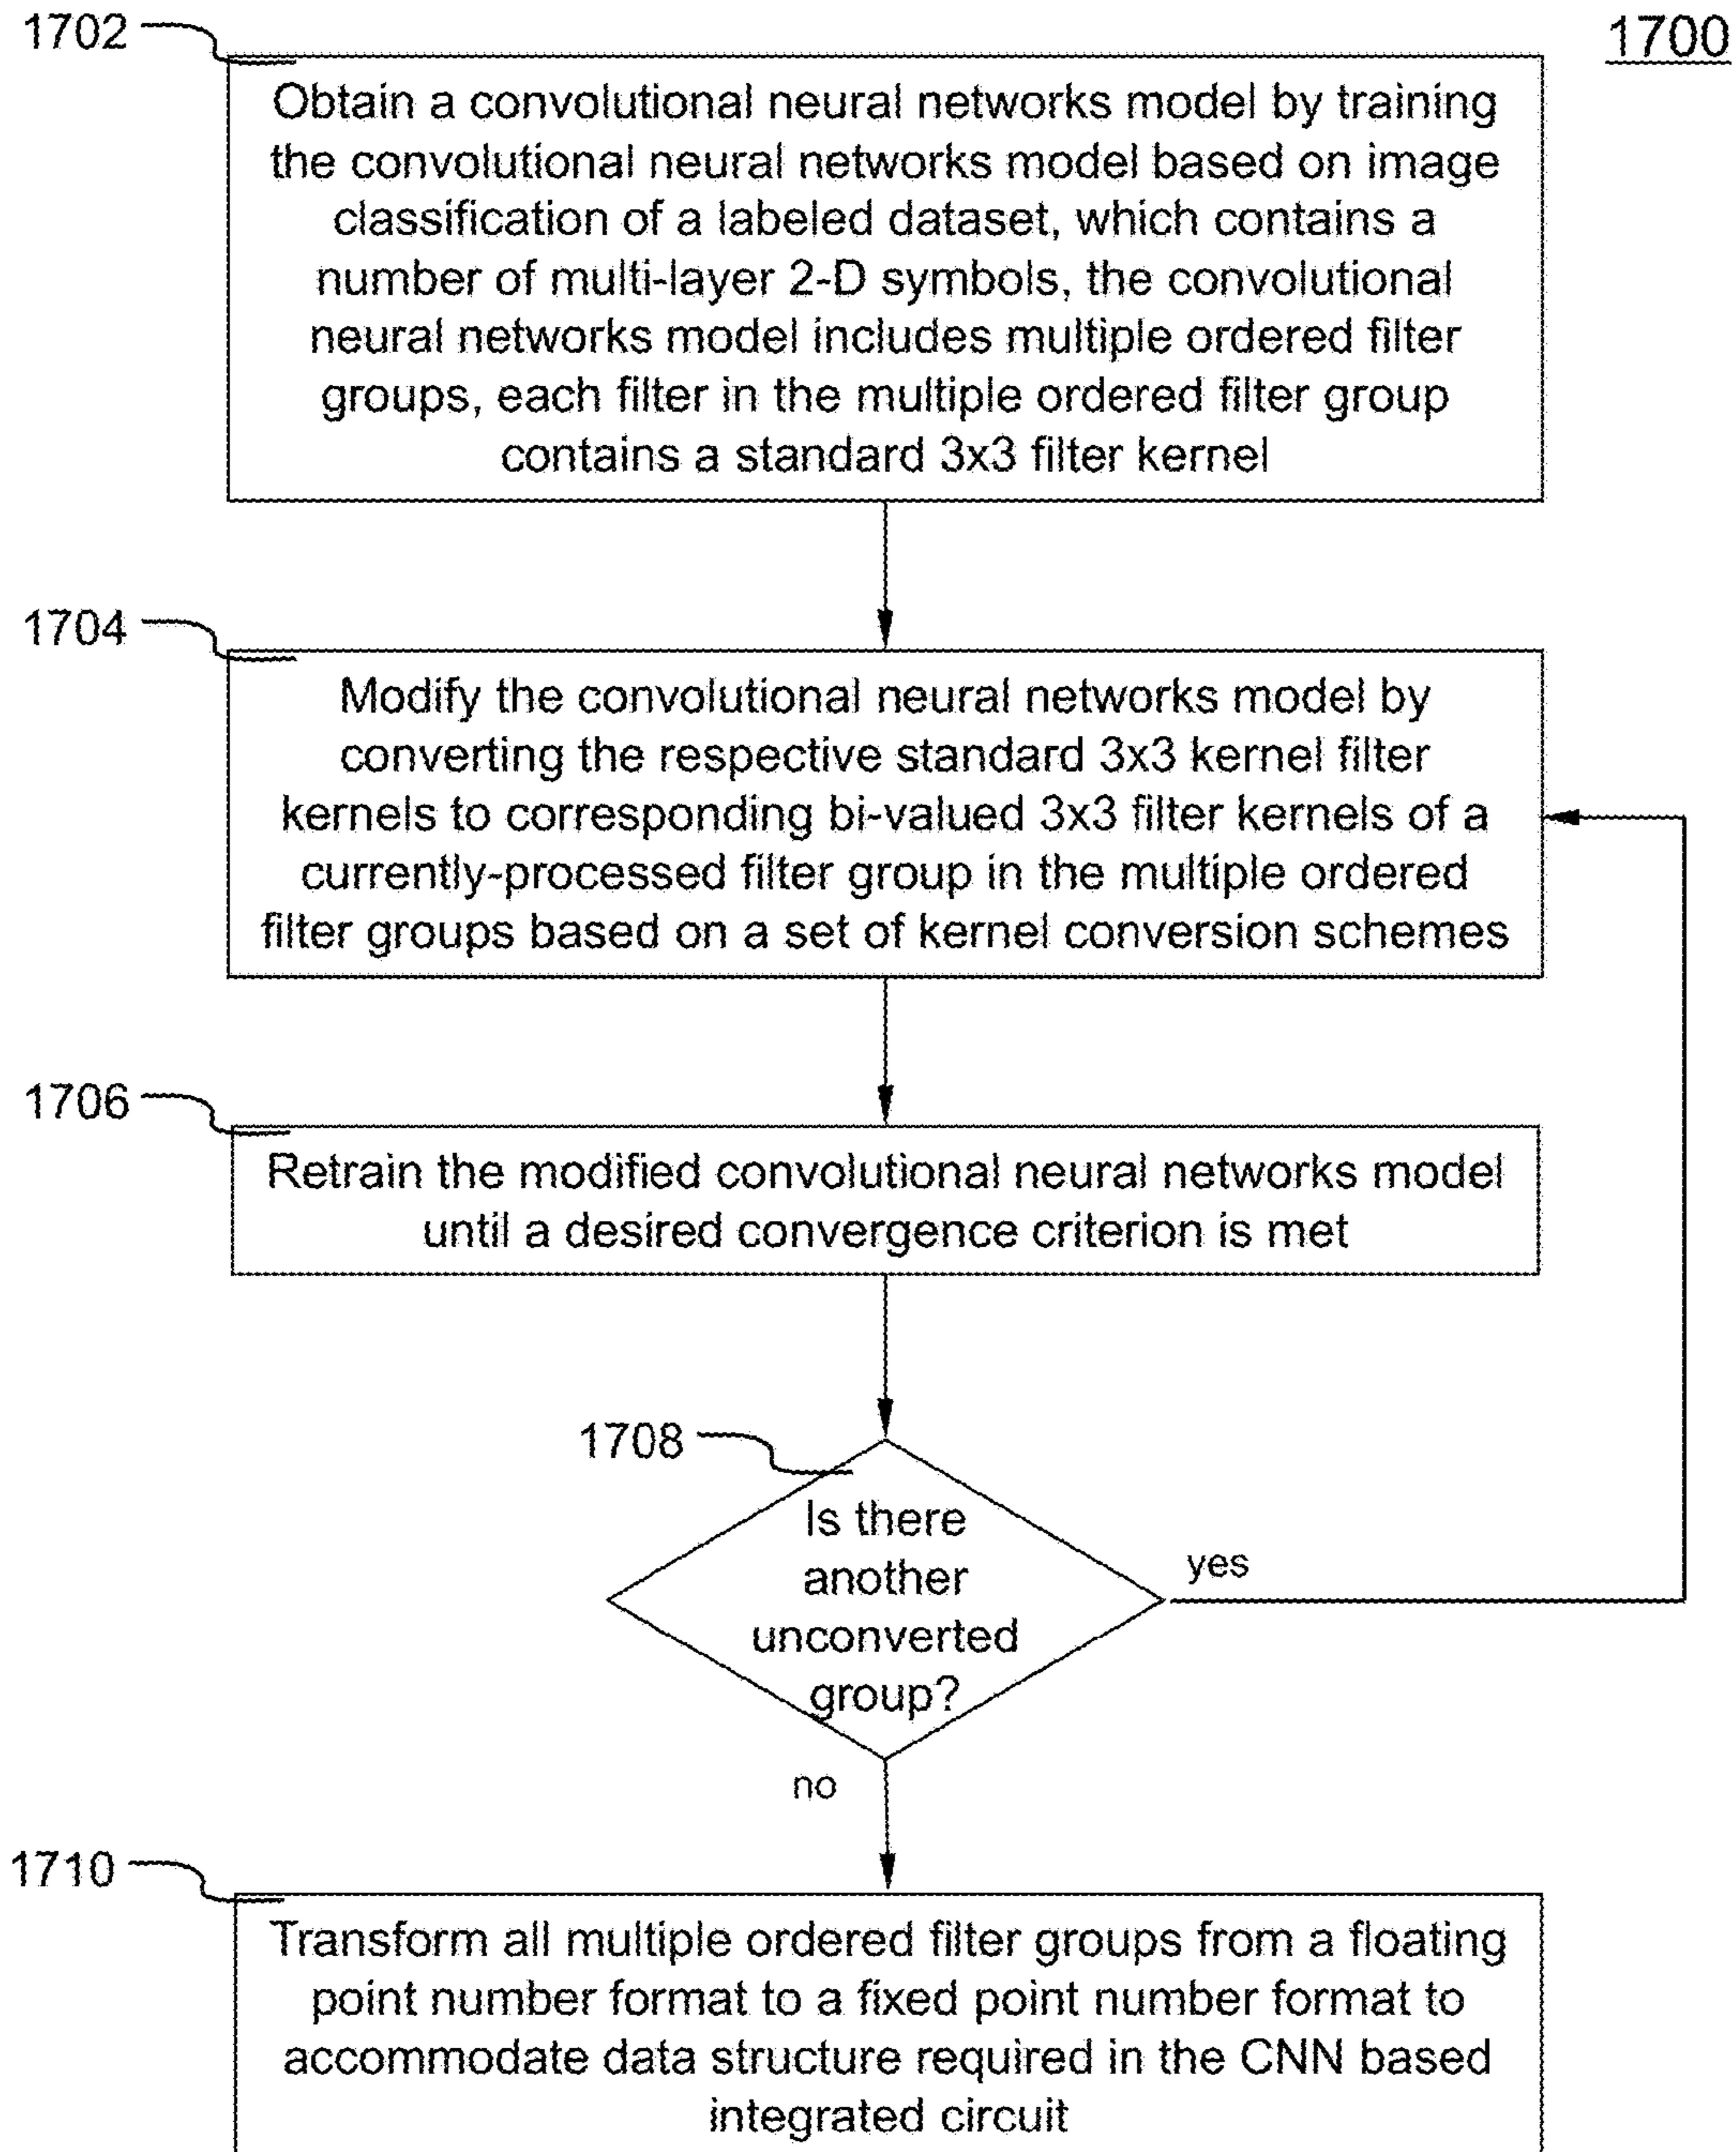 1702
1700
Obtain a convolutional neural networks model by training
the convolutional neural networks model based on image
classification of a labeled dataset, which contains a
number of multi-layer 2-D symbols, the convolutional
neural networks model includes multiple ordered filter
groups, each filter in the multiple ordered filter group
contains a standard 3x3 filter kernel
1704
Modify the convolutional neural networks model by
converting the respective standard 3x3 kernel filter
kernels to corresponding bi-valued 3x3 filter kernels of a
currently-processed filter group in the multiple ordered
filter groups based on a set of kernel conversion schemes
1706
Retrain the modified convolutional neural networks model
until a desired convergence criterion is met
1708
Is there
another
unconverted
group?
yes
no
1710
Transform all multiple ordered filter groups from a floating
point number format to a fixed point number format to
accommodate data structure required in the CNN based
integrated circuit